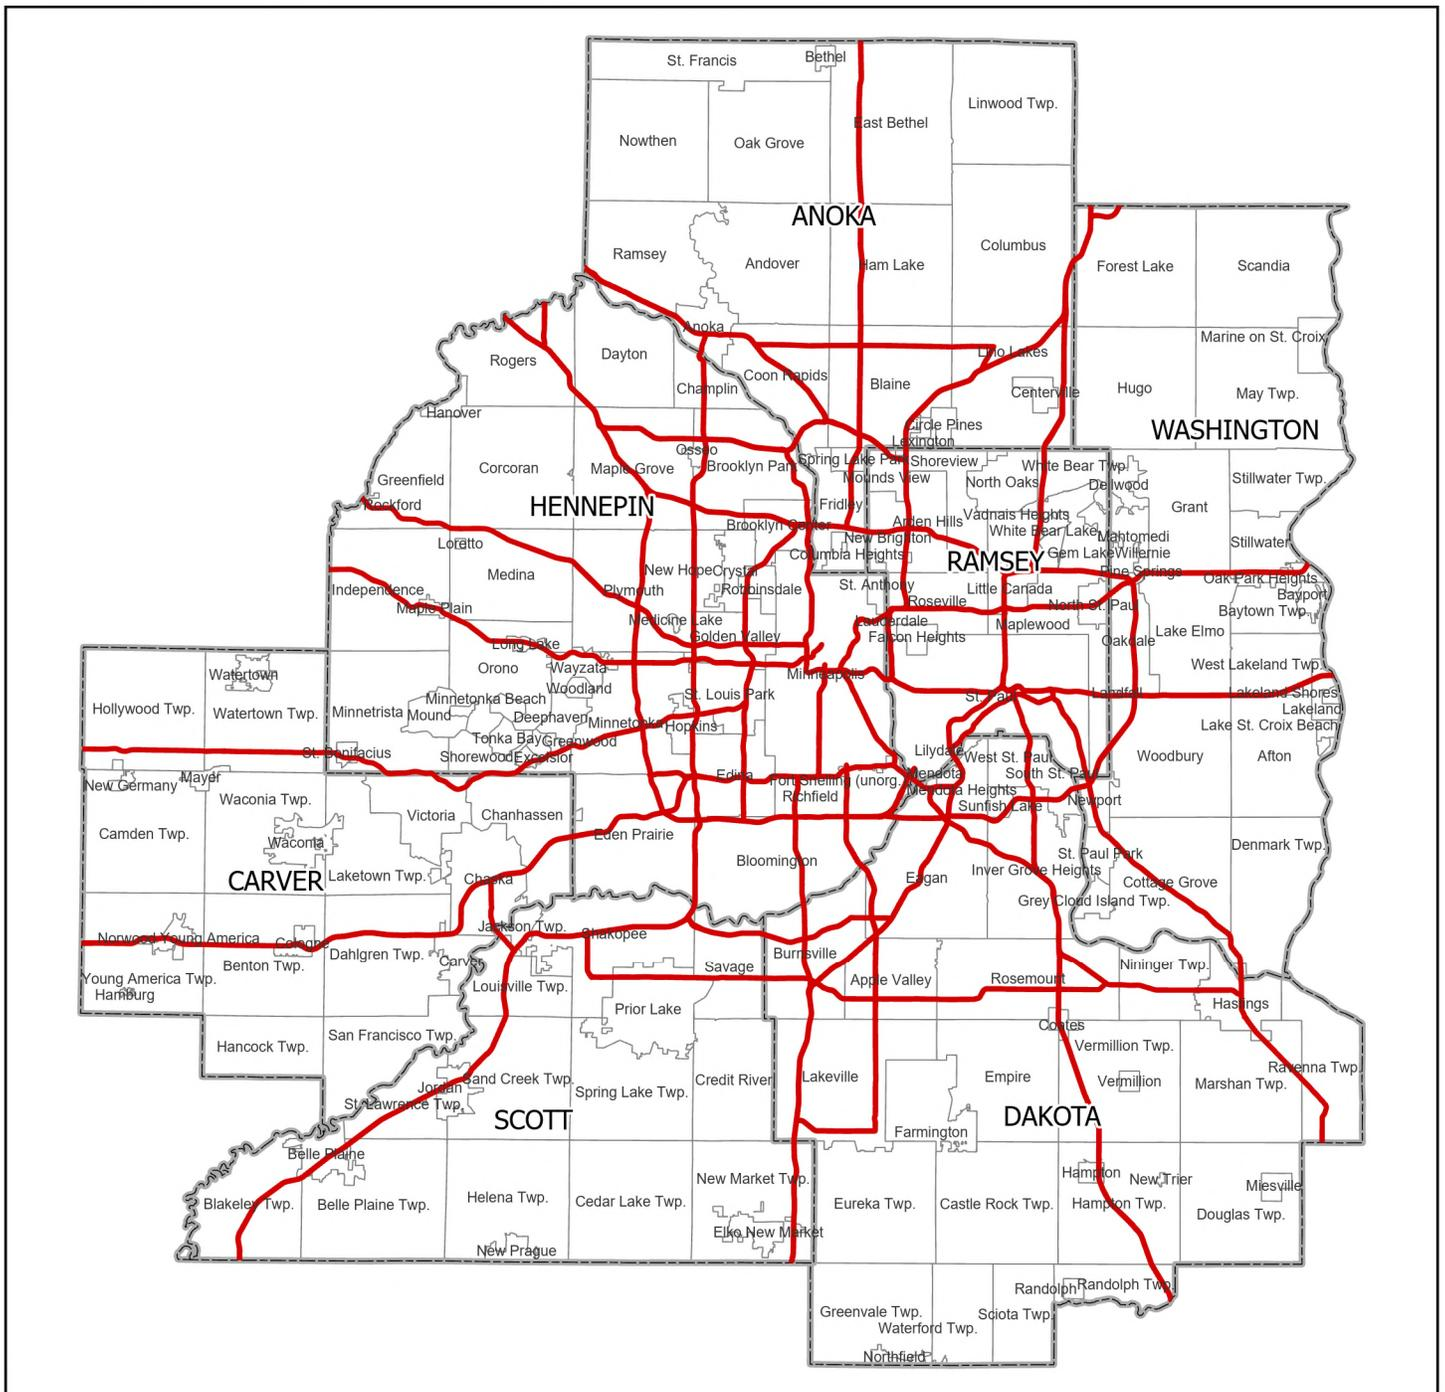 St. Francis
Bethel
Linwood Twp.
East Bethel
Nowthen
Oak Grove
ANOKA
Columbus
Ramsey
Andover
Ham Lake
Forest Lake
Scandia
Anoka
Marine on St. Croix
Rogers
Dayton
Lino Lakes
Coon Rapids
Blaine
Champlin
Centerville
Hugo
May Twp.
Hanover
Circle Pines
WASHINGTON
Lexington
Osseo
Spring Lake Park
Shoreview
Corcoran
Maple Grove
Brooklyn Park
White Bear Twp.
Greenfield
Mounds View
North Oaks
Dellwood
Stillwater Twp.
Rockford
HENNEPIN
Fridley
Grant
Brooklyn Center
Arden Hills
Vadnais Heights
Loretto
New Brighton
White Bear Lake
Mahtomedi
Stillwater
Columbia Heights
RAMSEY
Gem Lake
Willernie
Medina
New Hope
Crystal
Pine Springs
Oak Park Heights
Independence
Plymouth
Robbinsdale
St. Anthony
Little Canada
Bayport
Maple Plain
Roseville
North St. Paul
Baytown Twp.
Medicine Lake
Lauderdale
Maplewood
Lake Elmo
Long Lake
Golden Valley
Falcon Heights
Oakdale
Orono
Wayzata
Minneapolis
West Lakeland Twp.
Watertown
Woodland
St. Louis Park
St. Paul
Landfall
Lakeland Shores
Hollywood Twp.
Watertown Twp.
Minnetrista
Minnetonka Beach
Mound
Deephaven
Minnetonka
Hopkins
Lakeland
Lake St. Croix Beach
Tonka Bay
Greenwood
St. Bonifacius
Shorewood
Excelsior
Lilydale
West St. Paul
Woodbury
Afton
New Germany
Mayer
Edina
Fort Snelling (unorg.)
Mendota
South St. Paul
Waconia Twp.
Richfield
Mendota Heights
Sunfish Lake
Newport
Victoria
Chanhassen
Camden Twp.
Waconia
Eden Prairie
Denmark Twp.
CARVER
Laketown Twp.
Chaska
Bloomington
Eagan
St. Paul Park
Inver Grove Heights
Cottage Grove
Grey Cloud Island Twp.
Norwood Young America
Cologne
Jackson Twp.
Shakopee
Benton Twp.
Dahlgren Twp.
Carver
Burnsville
Young America Twp.
Hamburg
Louisville Twp.
Savage
Apple Valley
Rosemount
Nininger Twp.
Prior Lake
Hastings
Hancock Twp.
San Francisco Twp.
Coates
Vermillion Twp.
Jordan
Sand Creek Twp.
Spring Lake Twp.
Credit River
Lakeville
Empire
Vermillion
Marshan Twp.
Ravenna Twp.
St. Lawrence Twp.
SCOTT
DAKOTA
Farmington
Belle Plaine
Blakeley Twp.
Belle Plaine Twp.
Helena Twp.
Cedar Lake Twp.
New Market Twp.
Eureka Twp.
Castle Rock Twp.
Hampton
Hampton Twp.
New Trier
Miesville
Douglas Twp.
Elko New Market
New Prague
Randolph
Randolph Twp.
Greenvale Twp.
Waterford Twp.
Sciota Twp.
Northfield